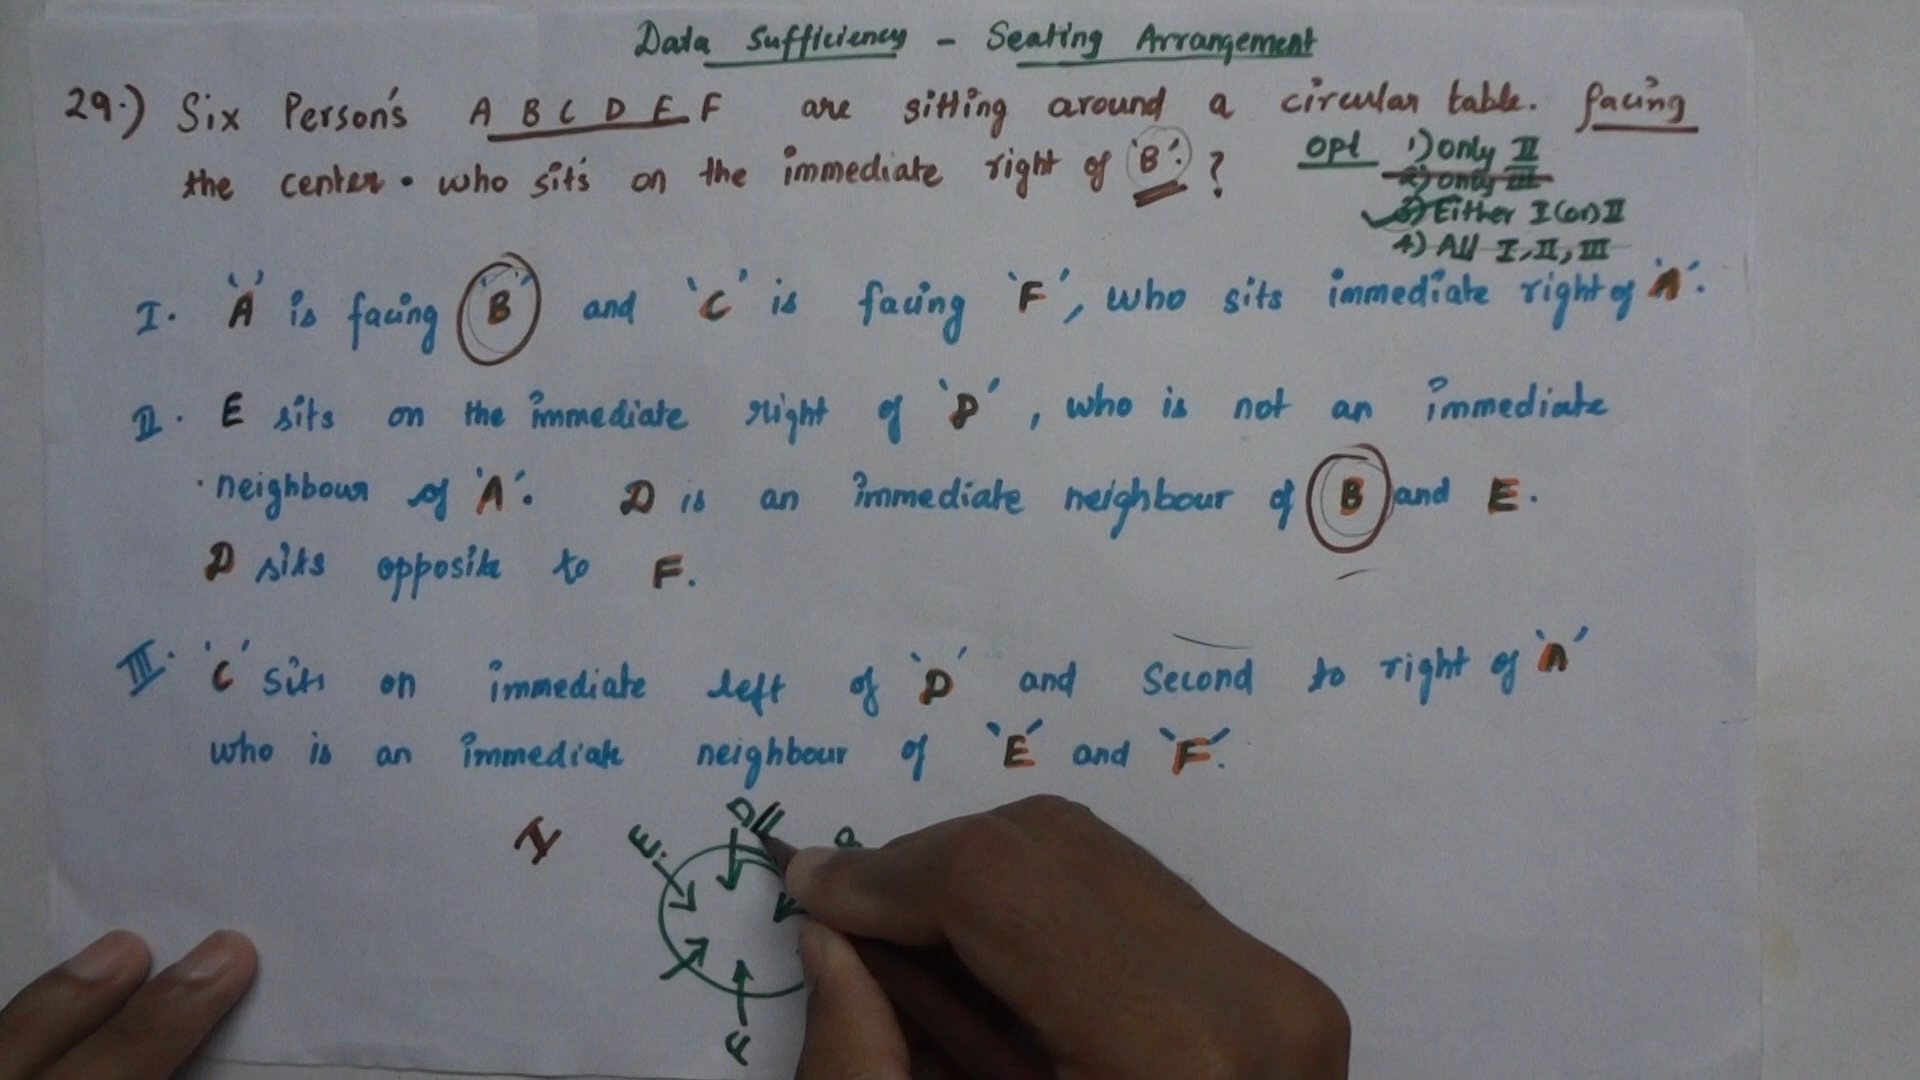 Data Sufficiency - Seating Arrangement
29.) Six Person's A B C D E F are sitting around a circular table. facing
the center. who sits on the immediate right of 'B'. ?
opt 1) only II
2) only III
3) Either I (or) II
4) All I, II, III
I. 'A' is facing 'B' and 'C' is facing 'F', who sits immediate right of 'A'.
II. E sits on the immediate right of 'D', who is not an immediate
neighbour of 'A'. D is an immediate neighbour of B and E.
D sits opposite to F.
III. 'C' sits on immediate left of 'D' and second to right of 'A'
who is an immediate neighbour of 'E' and 'F'.
I
D
E
F